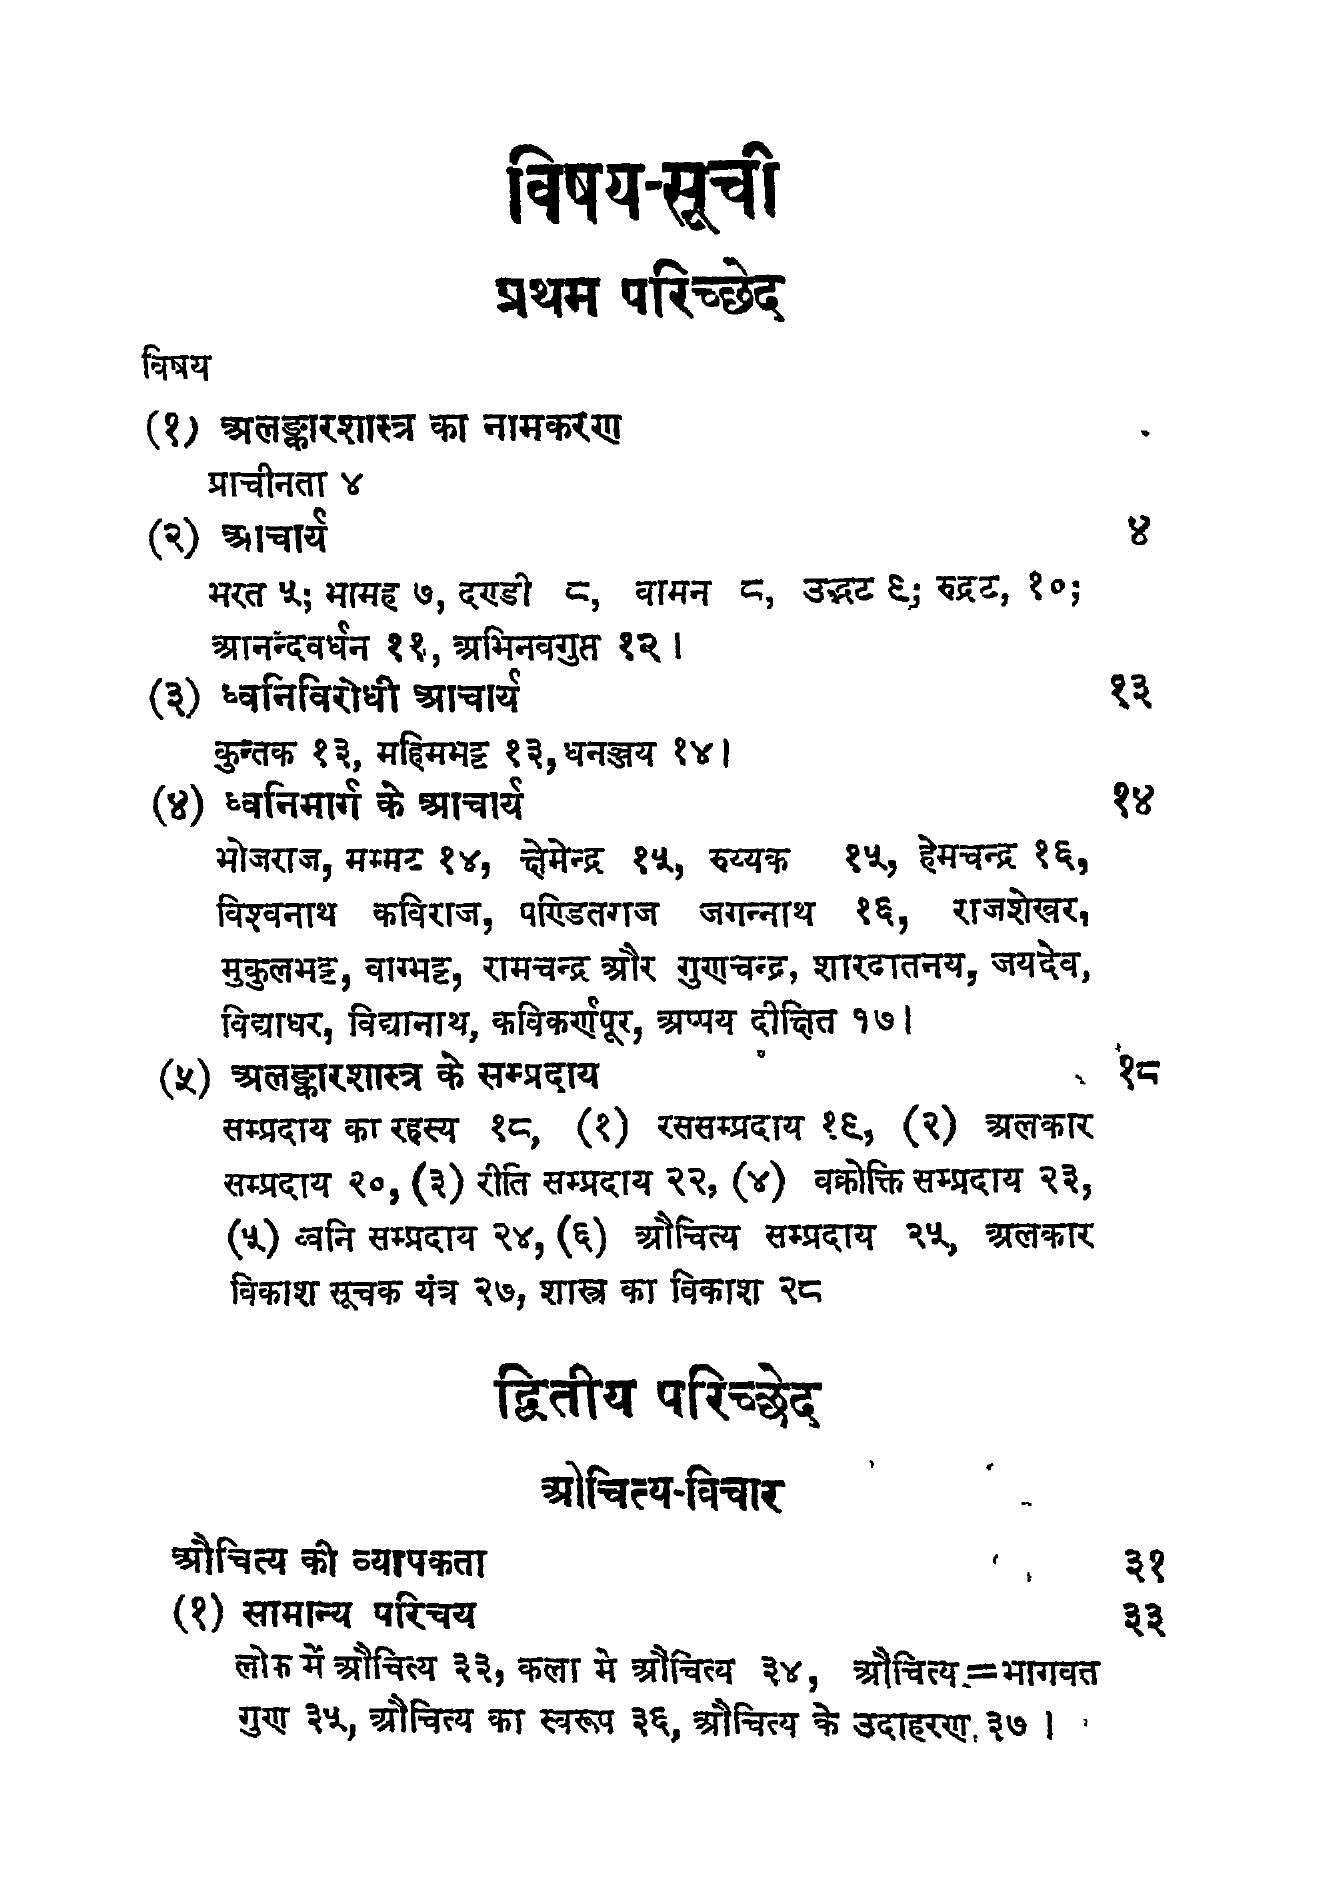 विषय-सूची
प्रथम परिच्छेद
विषय
(१) अलङ्कारशास्त्र का नामकरण
प्राचीनता ४
(२) आचार्य ४
भरत ५; भामह ७, दण्डी ८, वामन ८, उद्भट ९; रुद्रट, १०;
आनन्दवर्धन ११, अभिनवगुप्त १२।
(३) ध्वनिविरोधी आचार्य १३
कुन्तक १३, महिमभट्ट १३, धनञ्जय १४।
(४) ध्वनिमार्ग के आचार्य १४
भोजराज, मम्मट १४, क्षेमेन्द्र १५, रुय्यक १५, हेमचन्द्र १६,
विश्वनाथ कविराज, पण्डितराज जगन्नाथ १६, राजशेखर,
मुकुलभट्ट, वाग्भट्ट, रामचन्द्र और गुणचन्द्र, शारदातनय, जयदेव,
विद्याधर, विद्यानाथ, कविकर्णपूर, अप्पय दीक्षित १७।
(५) अलङ्कारशास्त्र के सम्प्रदाय १८
सम्प्रदाय का रहस्य १८, (१) रससम्प्रदाय १९, (२) अलकार
सम्प्रदाय २०, (३) रीति सम्प्रदाय २२, (४) वक्रोक्ति सम्प्रदाय २३,
(५) ध्वनि सम्प्रदाय २४, (६) औचित्य सम्प्रदाय २५, अलकार
विकाश सूचक यंत्र २७, शास्त्र का विकाश २८
द्वितीय परिच्छेद
औचित्य-विचार
औचित्य की व्यापकता ३१
(१) सामान्य परिचय ३३
लोक में औचित्य ३३, कला मे औचित्य ३४, औचित्य=भागवत
गुण ३५, औचित्य का स्वरूप ३६, औचित्य के उदाहरण ३७।